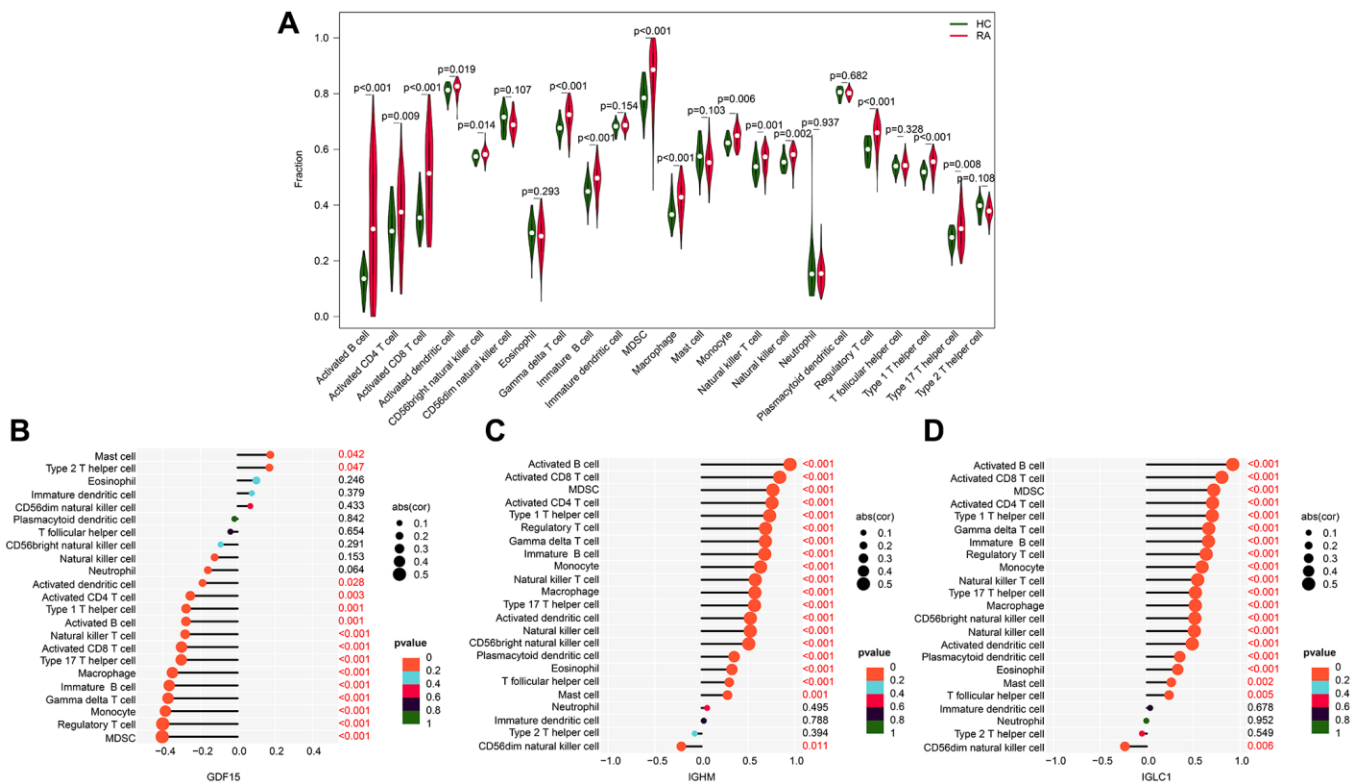 A
HC
RA
Fraction
1.0
0.8
0.6
0.4
0.2
0.0
p<0.001
p=0.009
p<0.001
p=0.019
p=0.014
p=0.107
p=0.293
p<0.001
p<0.001
p=0.154
p<0.001
p<0.001
p=0.103
p=0.006
p=0.001
p=0.002
p=0.937
p=0.682
p<0.001
p=0.328
p<0.001
p=0.008
p=0.108
Activated B cell
Activated CD4 T cell
Activated CD8 T cell
Activated dendritic cell
CD56bright natural killer cell
CD56dim natural killer cell
Eosinophil
Gamma delta T cell
Immature B cell
Immature dendritic cell
MDSC
Macrophage
Mast cell
Monocyte
Natural killer T cell
Natural killer cell
Neutrophil
Plasmacytoid dendritic cell
Regulatory T cell
T follicular helper cell
Type 1 T helper cell
Type 17 T helper cell
Type 2 T helper cell
B
Mast cell 0.042
Type 2 T helper cell 0.047
Eosinophil 0.246
Immature dendritic cell 0.379
CD56dim natural killer cell 0.433
Plasmacytoid dendritic cell 0.842
T follicular helper cell 0.654
CD56bright natural killer cell 0.291
Natural killer cell 0.153
Neutrophil 0.064
Activated dendritic cell 0.028
Activated CD4 T cell 0.003
Type 1 T helper cell 0.001
Activated B cell 0.001
Natural killer T cell <0.001
Activated CD8 T cell <0.001
Type 17 T helper cell <0.001
Macrophage <0.001
Immature B cell <0.001
Gamma delta T cell <0.001
Monocyte <0.001
Regulatory T cell <0.001
MDSC <0.001
−0.4 −0.2 0.0 0.2 0.4
GDF15
abs(cor)
0.1
0.2
0.3
0.4
0.5
pvalue
0
0.2
0.4
0.6
0.8
1
C
Activated B cell <0.001
Activated CD8 T cell <0.001
MDSC <0.001
Activated CD4 T cell <0.001
Type 1 T helper cell <0.001
Regulatory T cell <0.001
Gamma delta T cell <0.001
Immature B cell <0.001
Monocyte <0.001
Natural killer T cell <0.001
Macrophage <0.001
Type 17 T helper cell <0.001
Activated dendritic cell <0.001
Natural killer cell <0.001
CD56bright natural killer cell <0.001
Plasmacytoid dendritic cell <0.001
Eosinophil <0.001
T follicular helper cell <0.001
Mast cell 0.001
Neutrophil 0.495
Immature dendritic cell 0.788
Type 2 T helper cell 0.394
CD56dim natural killer cell 0.011
−1.0 −0.5 0.0 0.5 1.0
IGHM
abs(cor)
0.1
0.2
0.3
0.4
0.5
pvalue
0
0.2
0.4
0.6
0.8
1
D
Activated B cell <0.001
Activated CD8 T cell <0.001
MDSC <0.001
Activated CD4 T cell <0.001
Type 1 T helper cell <0.001
Gamma delta T cell <0.001
Immature B cell <0.001
Regulatory T cell <0.001
Monocyte <0.001
Natural killer T cell <0.001
Type 17 T helper cell <0.001
Macrophage <0.001
CD56bright natural killer cell <0.001
Natural killer cell <0.001
Activated dendritic cell <0.001
Plasmacytoid dendritic cell <0.001
Eosinophil <0.001
Mast cell 0.002
T follicular helper cell 0.005
Immature dendritic cell 0.678
Neutrophil 0.952
Type 2 T helper cell 0.549
CD56dim natural killer cell 0.006
−1.0 −0.5 0.0 0.5 1.0
IGLC1
abs(cor)
0.1
0.2
0.3
0.4
0.5
pvalue
0
0.2
0.4
0.6
0.8
1